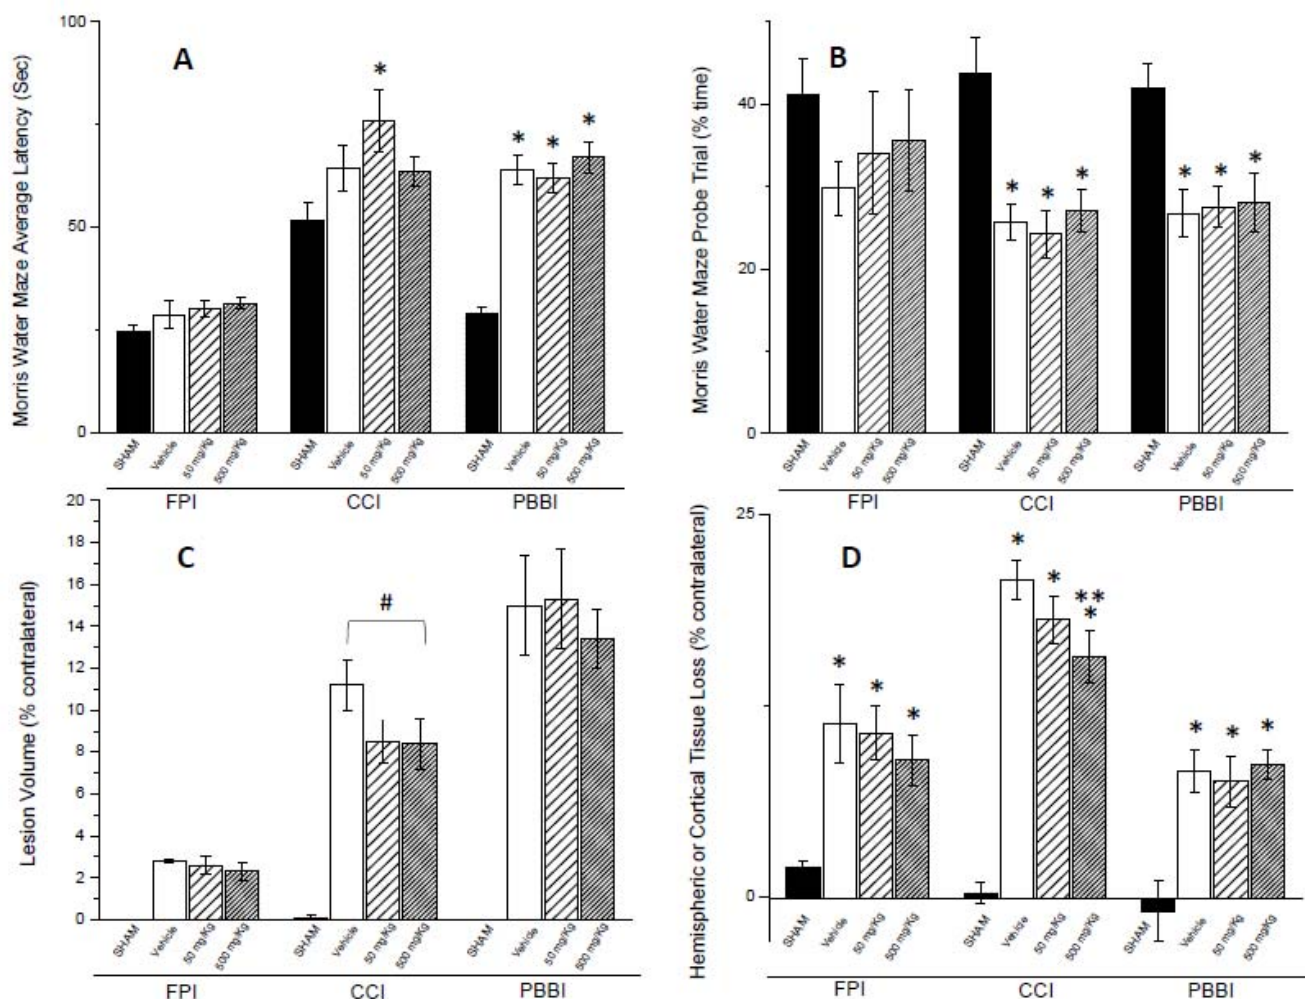 100
50
0
Morris Water Maze Average Latency (Sec)
A
*
*
*
*
SHAM
Vehicle
50 mg/Kg
500 mg/Kg
SHAM
Vehicle
50 mg/Kg
500 mg/Kg
SHAM
Vehicle
50 mg/Kg
500 mg/Kg
FPI
CCI
PBBI
40
20
0
Morris Water Maze Probe Trial (% time)
B
*
*
*
*
*
*
SHAM
Vehicle
50 mg/Kg
500 mg/Kg
SHAM
Vehicle
50 mg/Kg
500 mg/Kg
SHAM
Vehicle
50 mg/Kg
500 mg/Kg
FPI
CCI
PBBI
20
18
16
14
12
10
8
6
4
2
0
Lesion Volume (% contralateral)
C
#
SHAM
Vehicle
50 mg/Kg
500 mg/Kg
SHAM
Vehicle
50 mg/Kg
500 mg/Kg
SHAM
Vehicle
50 mg/Kg
500 mg/Kg
FPI
CCI
PBBI
25
0
Hemispheric or Cortical Tissue Loss (% contralateral)
D
*
*
*
*
*
**
*
*
*
*
SHAM
Vehicle
50 mg/Kg
500 mg/Kg
SHAM
Vehicle
50 mg/Kg
500 mg/Kg
SHAM
Vehicle
50 mg/Kg
500 mg/Kg
FPI
CCI
PBBI